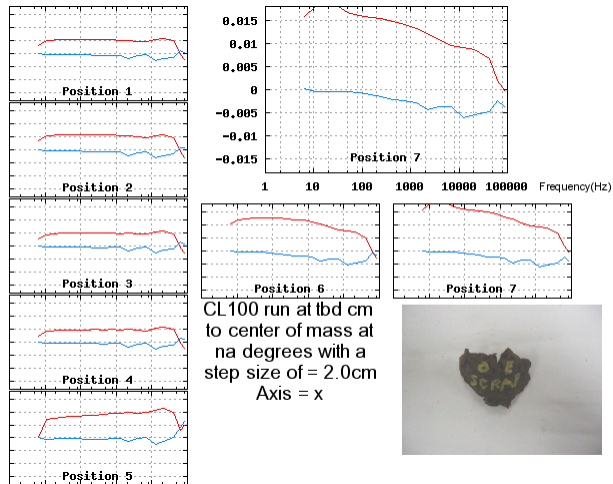 Position 1
Position 2
Position 3
Position 4
Position 5
0.015
0.01
0.005
0
-0.005
-0.01
-0.015
Position 7
1 10 100 1000 10000 100000 Frequency(Hz)
Position 6
Position 7
CL100 run at tbd cm
to center of mass at
na degrees with a
step size of = 2.0cm
Axis = x
O E
SCRAP